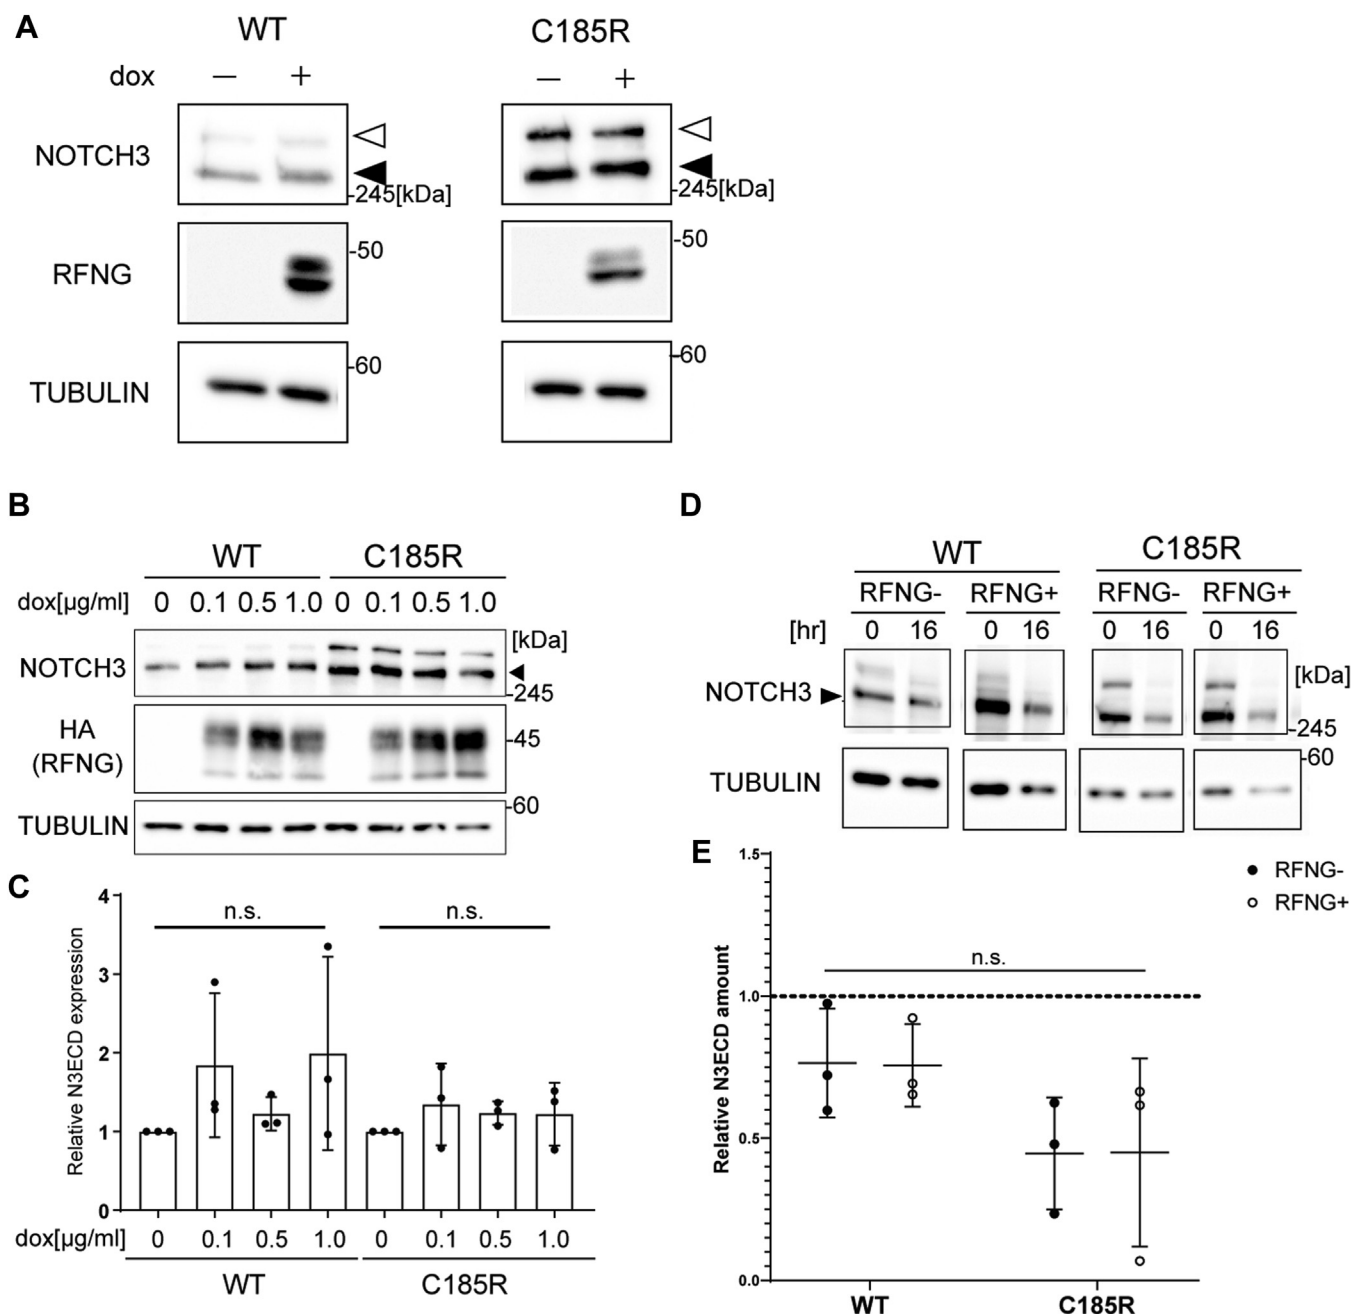 A
WT
C185R
dox
— +
— +
NOTCH3
-245[kDa]
-245[kDa]
RFNG
-50
-50
TUBULIN
-60
-60
B
WT
C185R
dox[µg/ml] 0 0.1 0.5 1.0 0 0.1 0.5 1.0
[kDa]
NOTCH3
-245
HA
(RFNG)
-45
-60
TUBULIN
C
4
3
2
1
0
Relative N3ECD expression
n.s.
n.s.
dox[µg/ml] 0 0.1 0.5 1.0 0 0.1 0.5 1.0
WT
C185R
D
WT
C185R
RFNG- RFNG+ RFNG- RFNG+
[hr] 0 16 0 16 0 16 0 16
[kDa]
NOTCH3
-245
-60
TUBULIN
E
1.5
1.0
0.5
0.0
Relative N3ECD amount
n.s.
RFNG-
RFNG+
WT
C185R